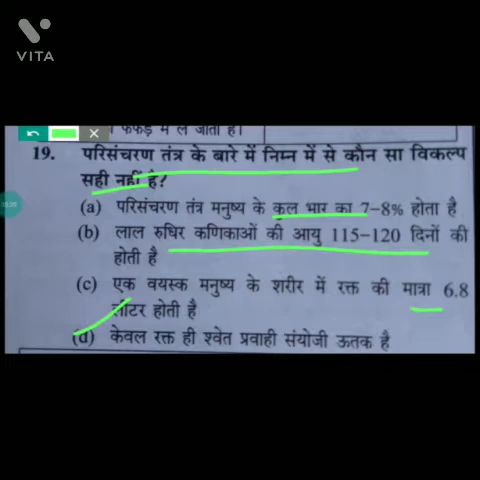 VITA
फेफड़े में ले जाता है।
19. परिसंचरण तंत्र के बारे में निम्न में से कौन सा विकल्प
सही नहीं है?
(a) परिसंचरण तंत्र मनुष्य के कुल भार का 7-8% होता है
(b) लाल रुधिर कणिकाओं की आयु 115-120 दिनों की
होती है
(c) एक वयस्क मनुष्य के शरीर में रक्त की मात्रा 6.8
लीटर होती है
(d) केवल रक्त ही श्वेत प्रवाही संयोजी ऊतक है